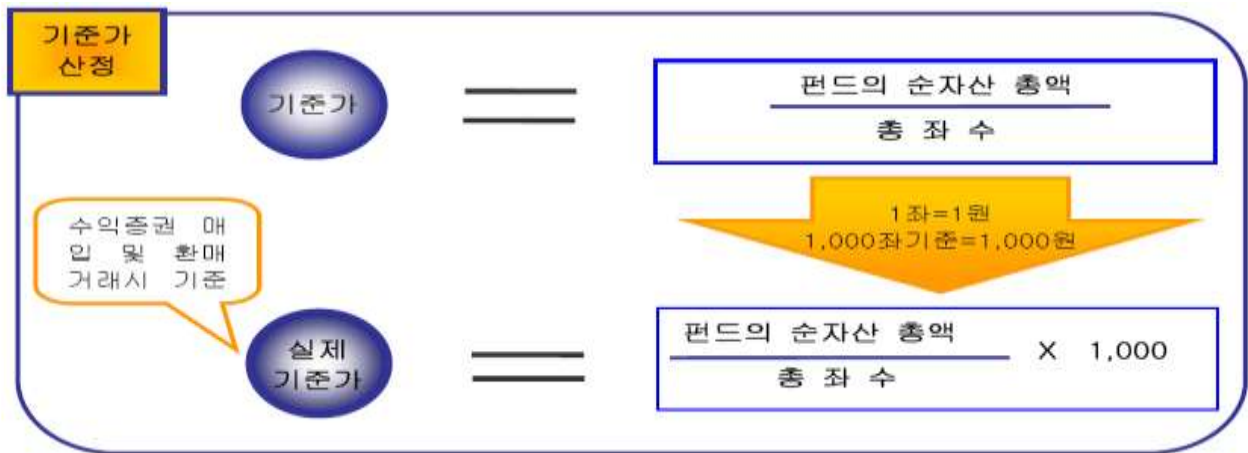 기준가
산정
기준가
펀드의 순자산 총액
총 좌 수
수익증권 매
입 및 환매
거래시 기준
1좌=1원
1,000좌기준=1,000원
실제
기준가
펀드의 순자산 총액
총 좌 수
X 1,000